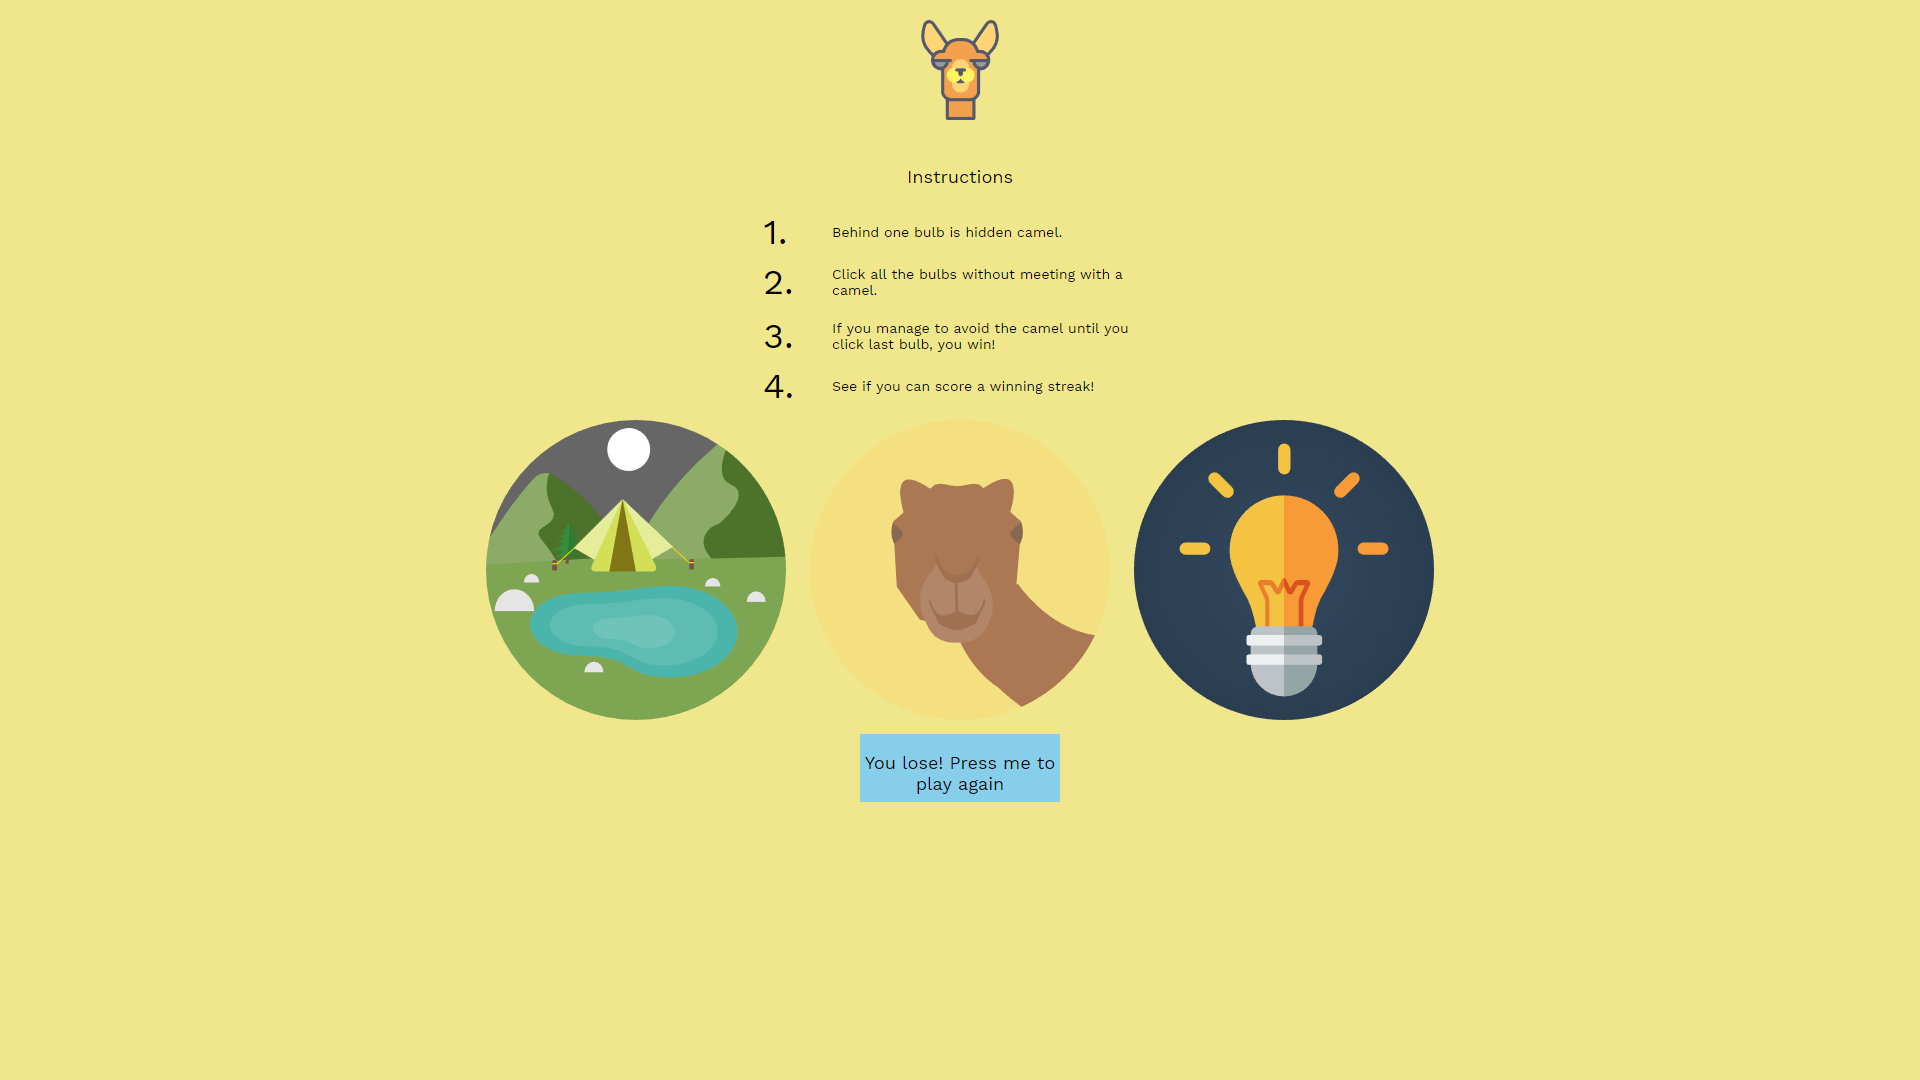 Instructions
1. Behind one bulb is hidden camel.
2. Click all the bulbs without meeting with a
camel.
3. If you manage to avoid the camel until you
click last bulb, you win!
4. See if you can score a winning streak!
You lose! Press me to
play again